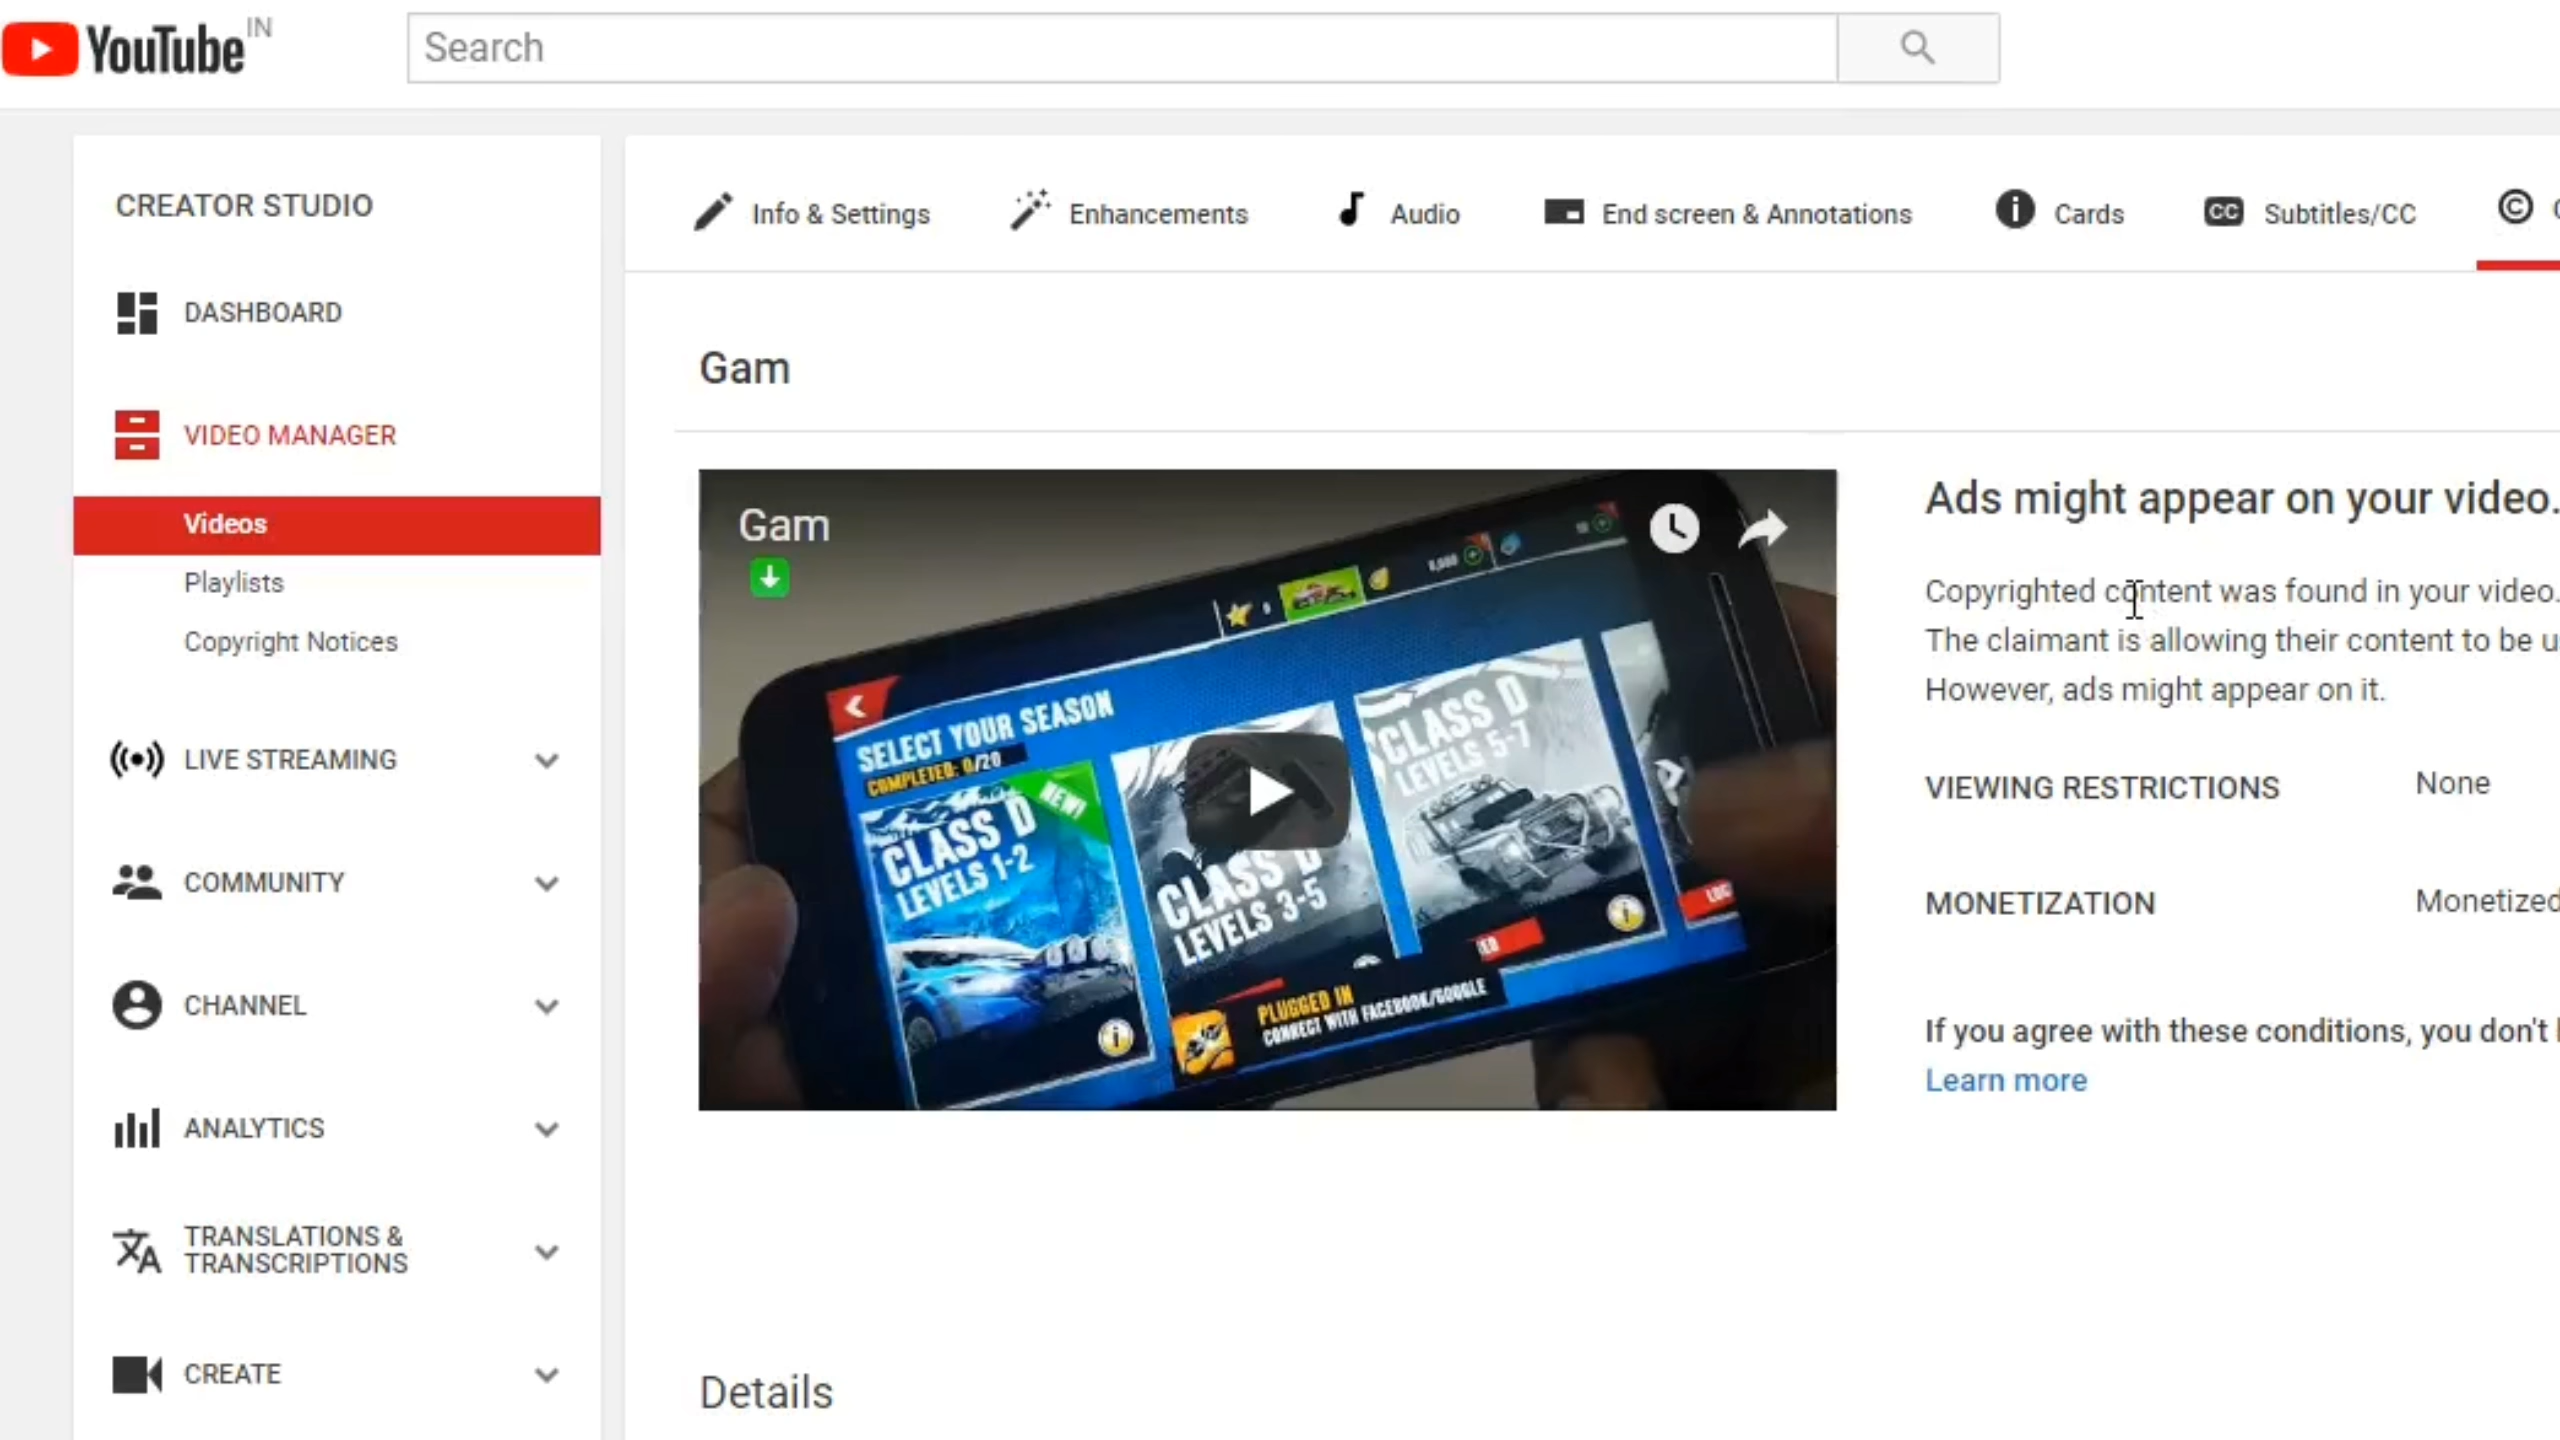 YouTube IN
Search
CREATOR STUDIO
DASHBOARD
VIDEO MANAGER
Videos
Playlists
Copyright Notices
LIVE STREAMING
COMMUNITY
CHANNEL
ANALYTICS
TRANSLATIONS &
TRANSCRIPTIONS
CREATE
Info & Settings
Enhancements
Audio
End screen & Annotations
Cards
CC Subtitles/CC
Gam
Gam
SELECT YOUR SEASON
COMPLETED: 0/20
NEW!
CLASS D
LEVELS 1-2
CLASS D
LEVELS 3-5
CLASS D
LEVELS 5-7
PLUGGED IN
CONNECT WITH FACEBOOK/GOOGLE
Ads might appear on your video.
Copyrighted content was found in your video.
The claimant is allowing their content to be u
However, ads might appear on it.
VIEWING RESTRICTIONS None
MONETIZATION Monetized
If you agree with these conditions, you don't
Learn more
Details